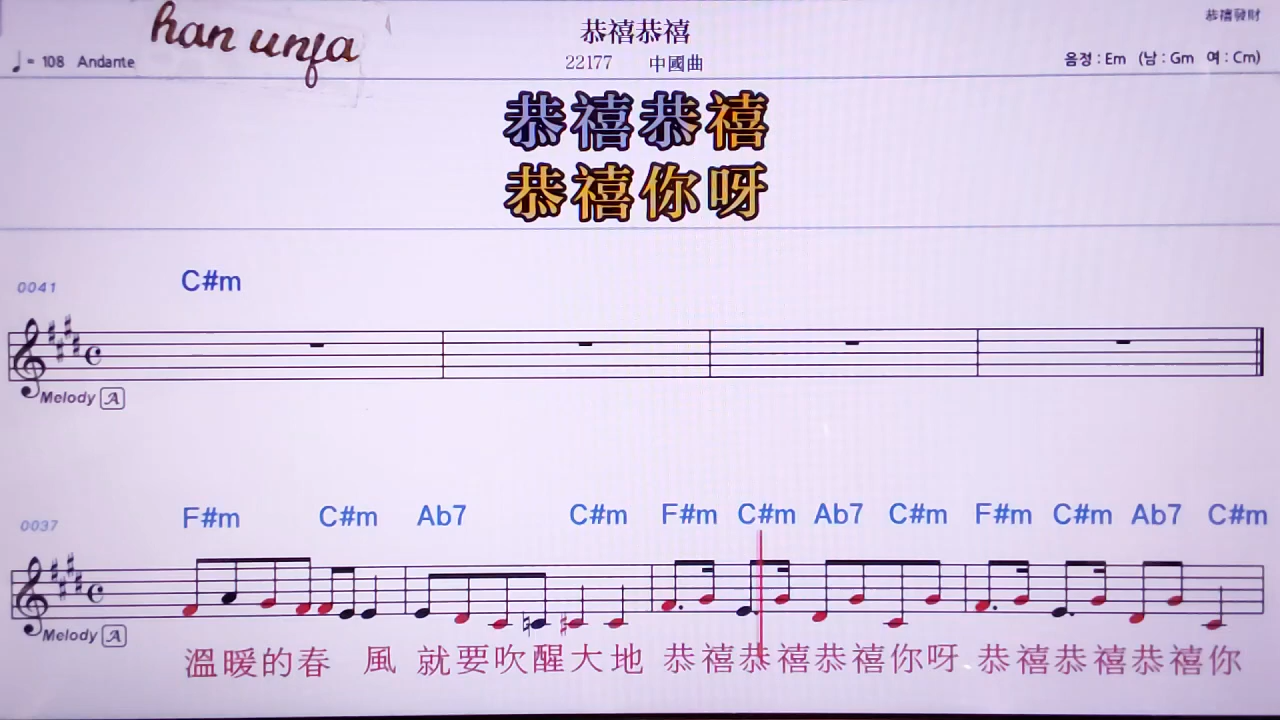 han unfa
恭禧恭禧
恭禧發財
♩= 108 Andante
22177 中國曲
음정 : Em (남 : Gm 여 : Cm)
恭禧恭禧
恭禧你呀
0041
C#m
Melody A
0037
F#m C#m Ab7 C#m F#m C#m Ab7 C#m F#m C#m Ab7 C#m
Melody A
溫暖的春 風 就要吹醒大地 恭禧恭禧恭禧你呀 恭禧恭禧恭禧你